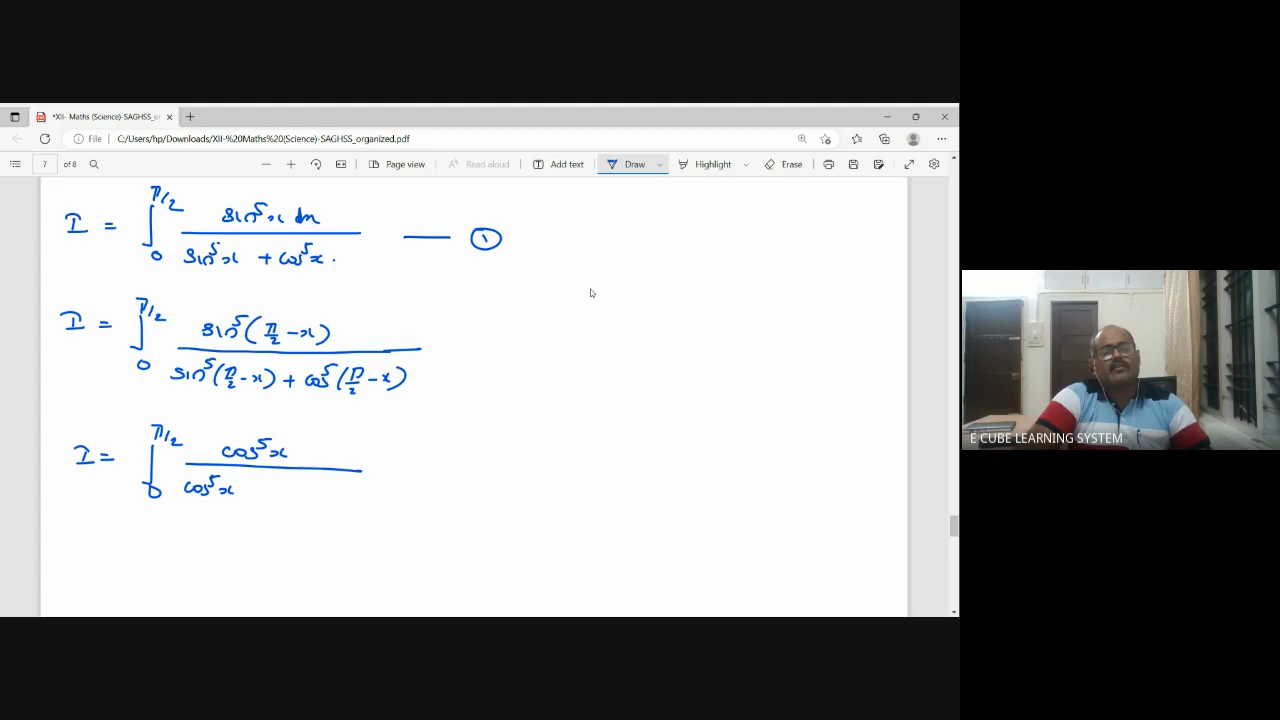 *XII- Maths (Science)-SAGHSS_or
File C:/Users/hp/Downloads/XII-%20Maths%20(Science)-SAGHSS_organized.pdf
7 of 8 Page view Read aloud Add text Draw Highlight Erase
I = ∫₀^(π/2) sin⁵x dx / (sin⁵x + cos⁵x) —— ①
I = ∫₀^(π/2) sin⁵(π/2 - x) / (sin⁵(π/2 - x) + cos⁵(π/2 - x))
I = ∫₀^(π/2) cos⁵x / cos⁵x
E CUBE LEARNING SYSTEM